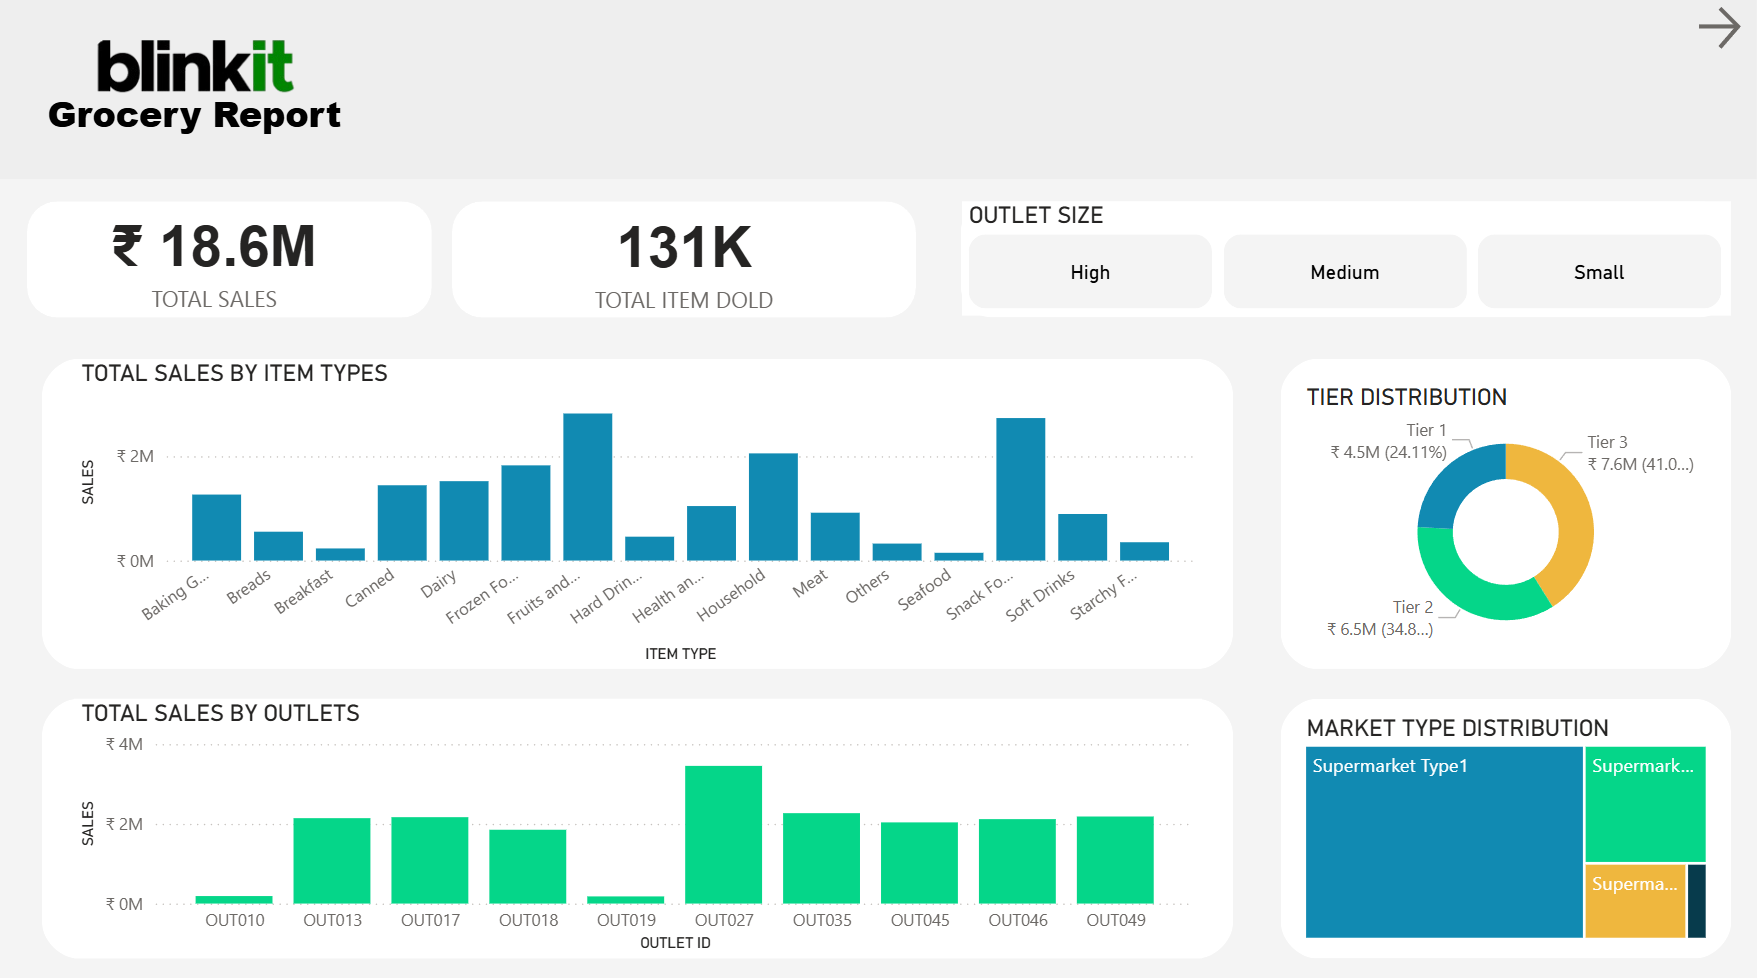 blinkit
Grocery Report
₹ 18.6M
TOTAL SALES
131K
TOTAL ITEM DOLD
OUTLET SIZE
High
Medium
Small
TOTAL SALES BY ITEM TYPES
SALES
₹ 2M
₹ 0M
Baking G...
Breads
Breakfast
Canned
Dairy
Frozen Fo...
Fruits and...
Hard Drin...
Health an...
Household
Meat
Others
Seafood
Snack Fo...
Soft Drinks
Starchy F...
ITEM TYPE
TIER DISTRIBUTION
Tier 1
₹ 4.5M (24.11%)
Tier 3
₹ 7.6M (41.0...)
Tier 2
₹ 6.5M (34.8...)
TOTAL SALES BY OUTLETS
SALES
₹ 4M
₹ 2M
₹ 0M
OUT010
OUT013
OUT017
OUT018
OUT019
OUT027
OUT035
OUT045
OUT046
OUT049
OUTLET ID
MARKET TYPE DISTRIBUTION
Supermarket Type1
Supermark...
Superma...